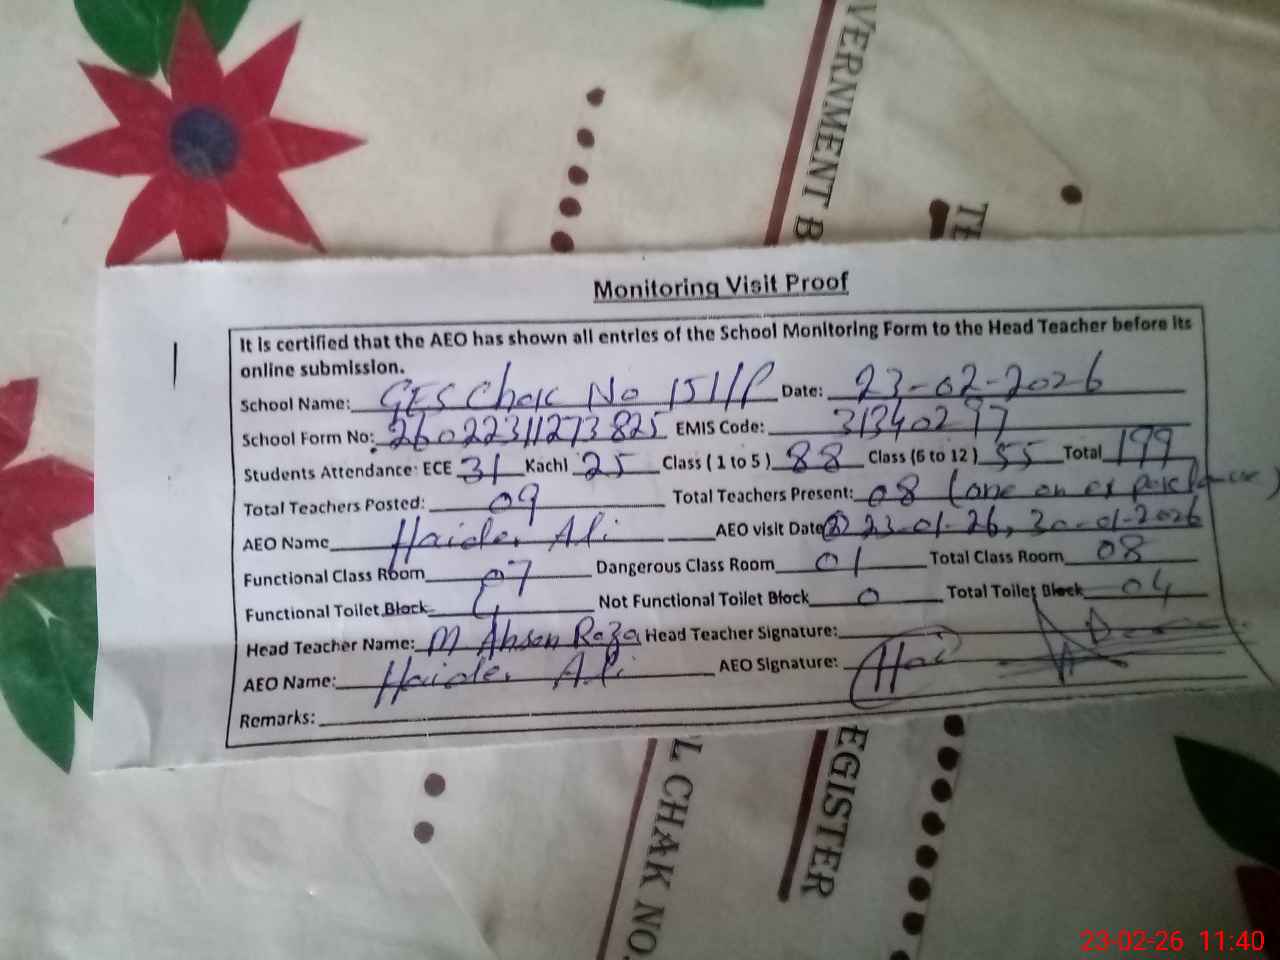 VERNMENT B
TE
Monitoring Visit Proof
It is certified that the AEO has shown all entries of the School Monitoring Form to the Head Teacher before its
online submission.
School Name: GES Chak No 151/P Date: 23-02-2026
School Form No: 26022311273825 EMIS Code: 31340297
Students Attendance: ECE 31 Kachi 25 Class ( 1 to 5 ) 88 Class (6 to 12 ) 55 Total 199
Total Teachers Posted: 09 Total Teachers Present: 08 (one on ex
AEO Name Haider Ali AEO visit Date 23-01-26, 30-01-2026
Functional Class Room 07 Dangerous Class Room 01 Total Class Room 08
Functional Toilet Block 4 Not Functional Toilet Block 0 Total Toilet Block 04
Head Teacher Name: M Ahsan Raza Head Teacher Signature:
AEO Name: Haider Ali AEO Signature:
Remarks:
L CHAK NO.
EGISTER
23-02-26 11:40